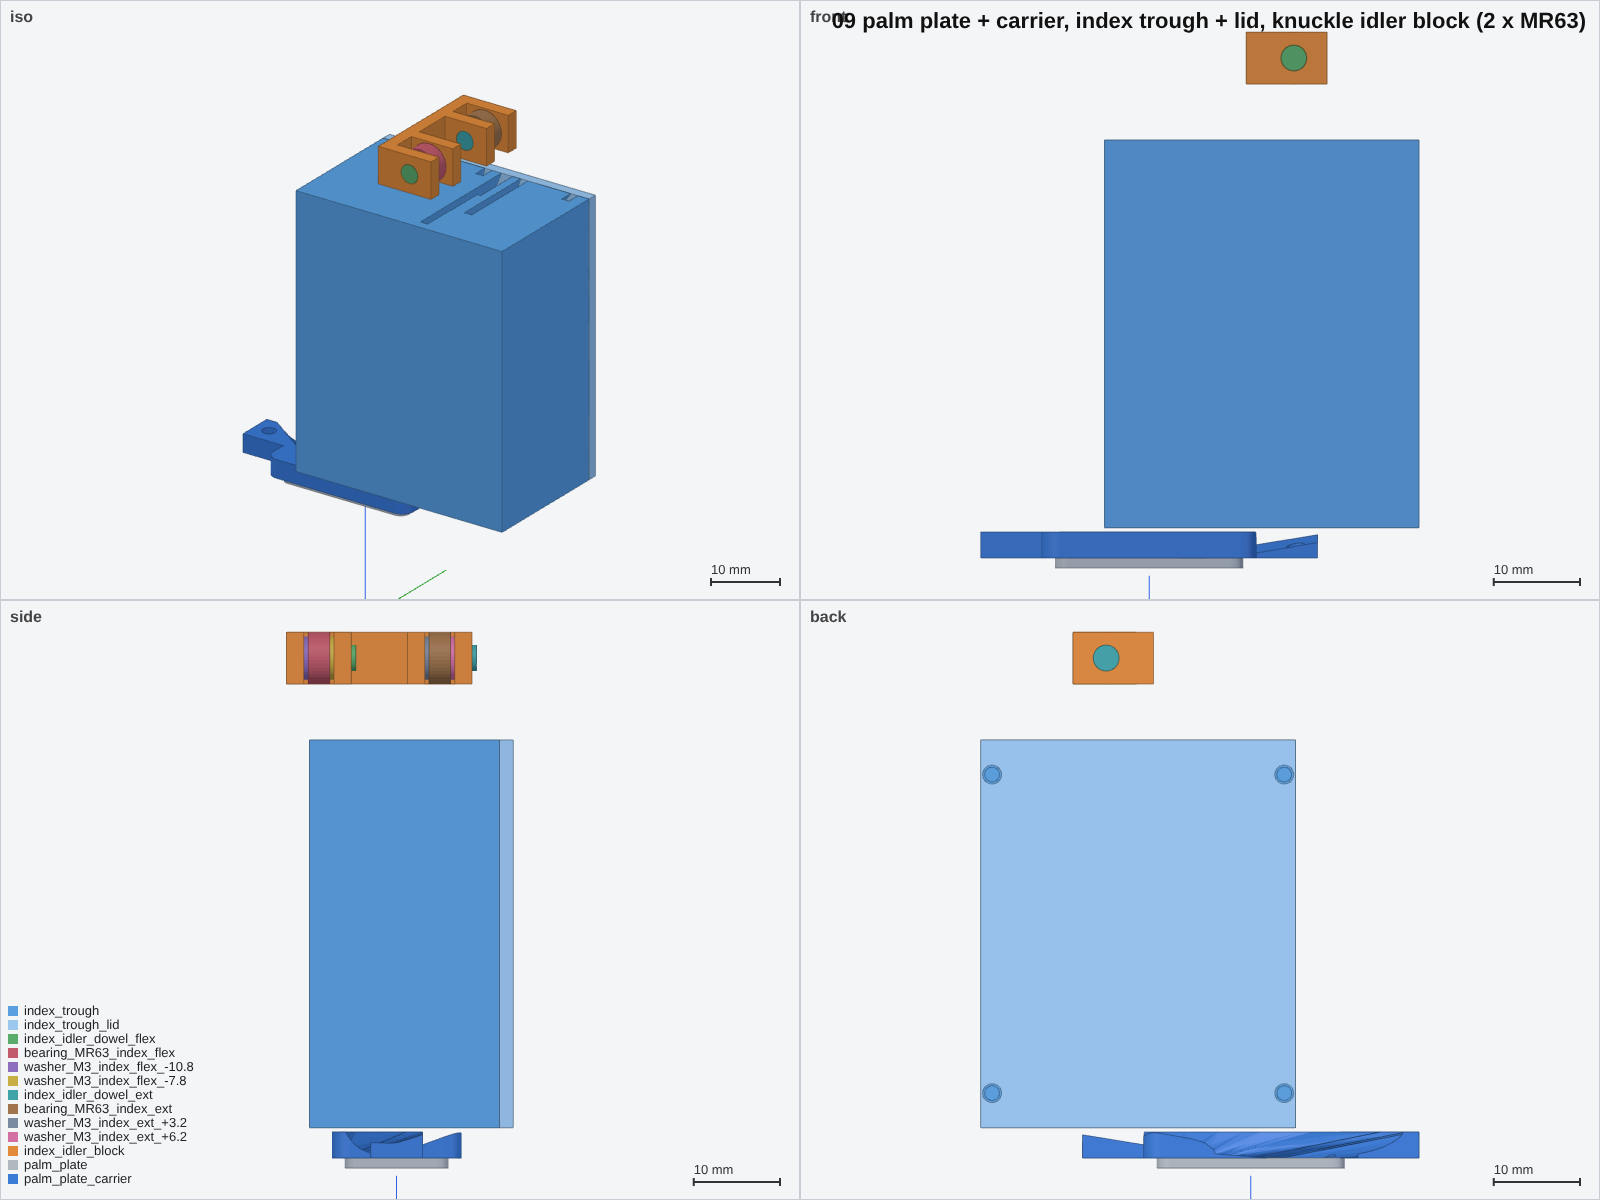 iso
front
09 palm plate + carrier, index trough + lid, knuckle idler block (2 x MR63)
10 mm
10 mm
side
back
index_trough
index_trough_lid
index_idler_dowel_flex
bearing_MR63_index_flex
washer_M3_index_flex_-10.8
washer_M3_index_flex_-7.8
index_idler_dowel_ext
bearing_MR63_index_ext
washer_M3_index_ext_+3.2
washer_M3_index_ext_+6.2
index_idler_block
palm_plate
palm_plate_carrier
10 mm
10 mm